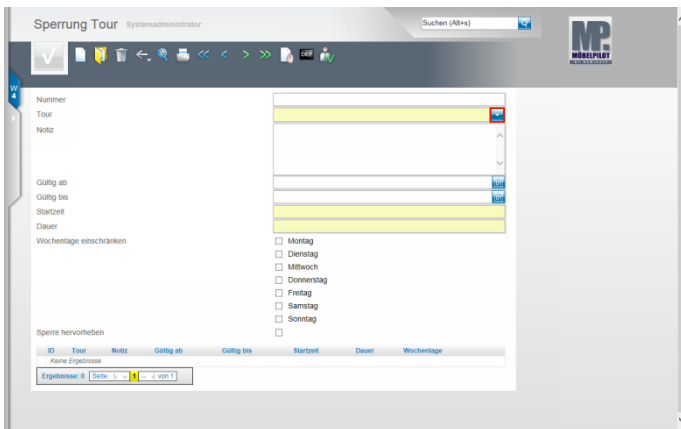 Sperrung Tour Systemadministrator
Suchen (Alt+s)
MP
MÖBELPILOT
W
4
Nummer
Tour
Notiz
Gültig ab
Gültig bis
Startzeit
Dauer
Wochentage einschränken
Montag
Dienstag
Mittwoch
Donnerstag
Freitag
Samstag
Sonntag
Sperre hervorheben
ID Tour Notiz Gültig ab Gültig bis Startzeit Dauer Wochentage
Keine Ergebnisse
Ergebnisse: 0 Seite: 1 von 1